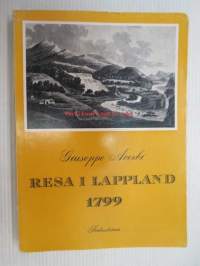 Giuseppe Acerbi
RESA I LAPPLAND
1799